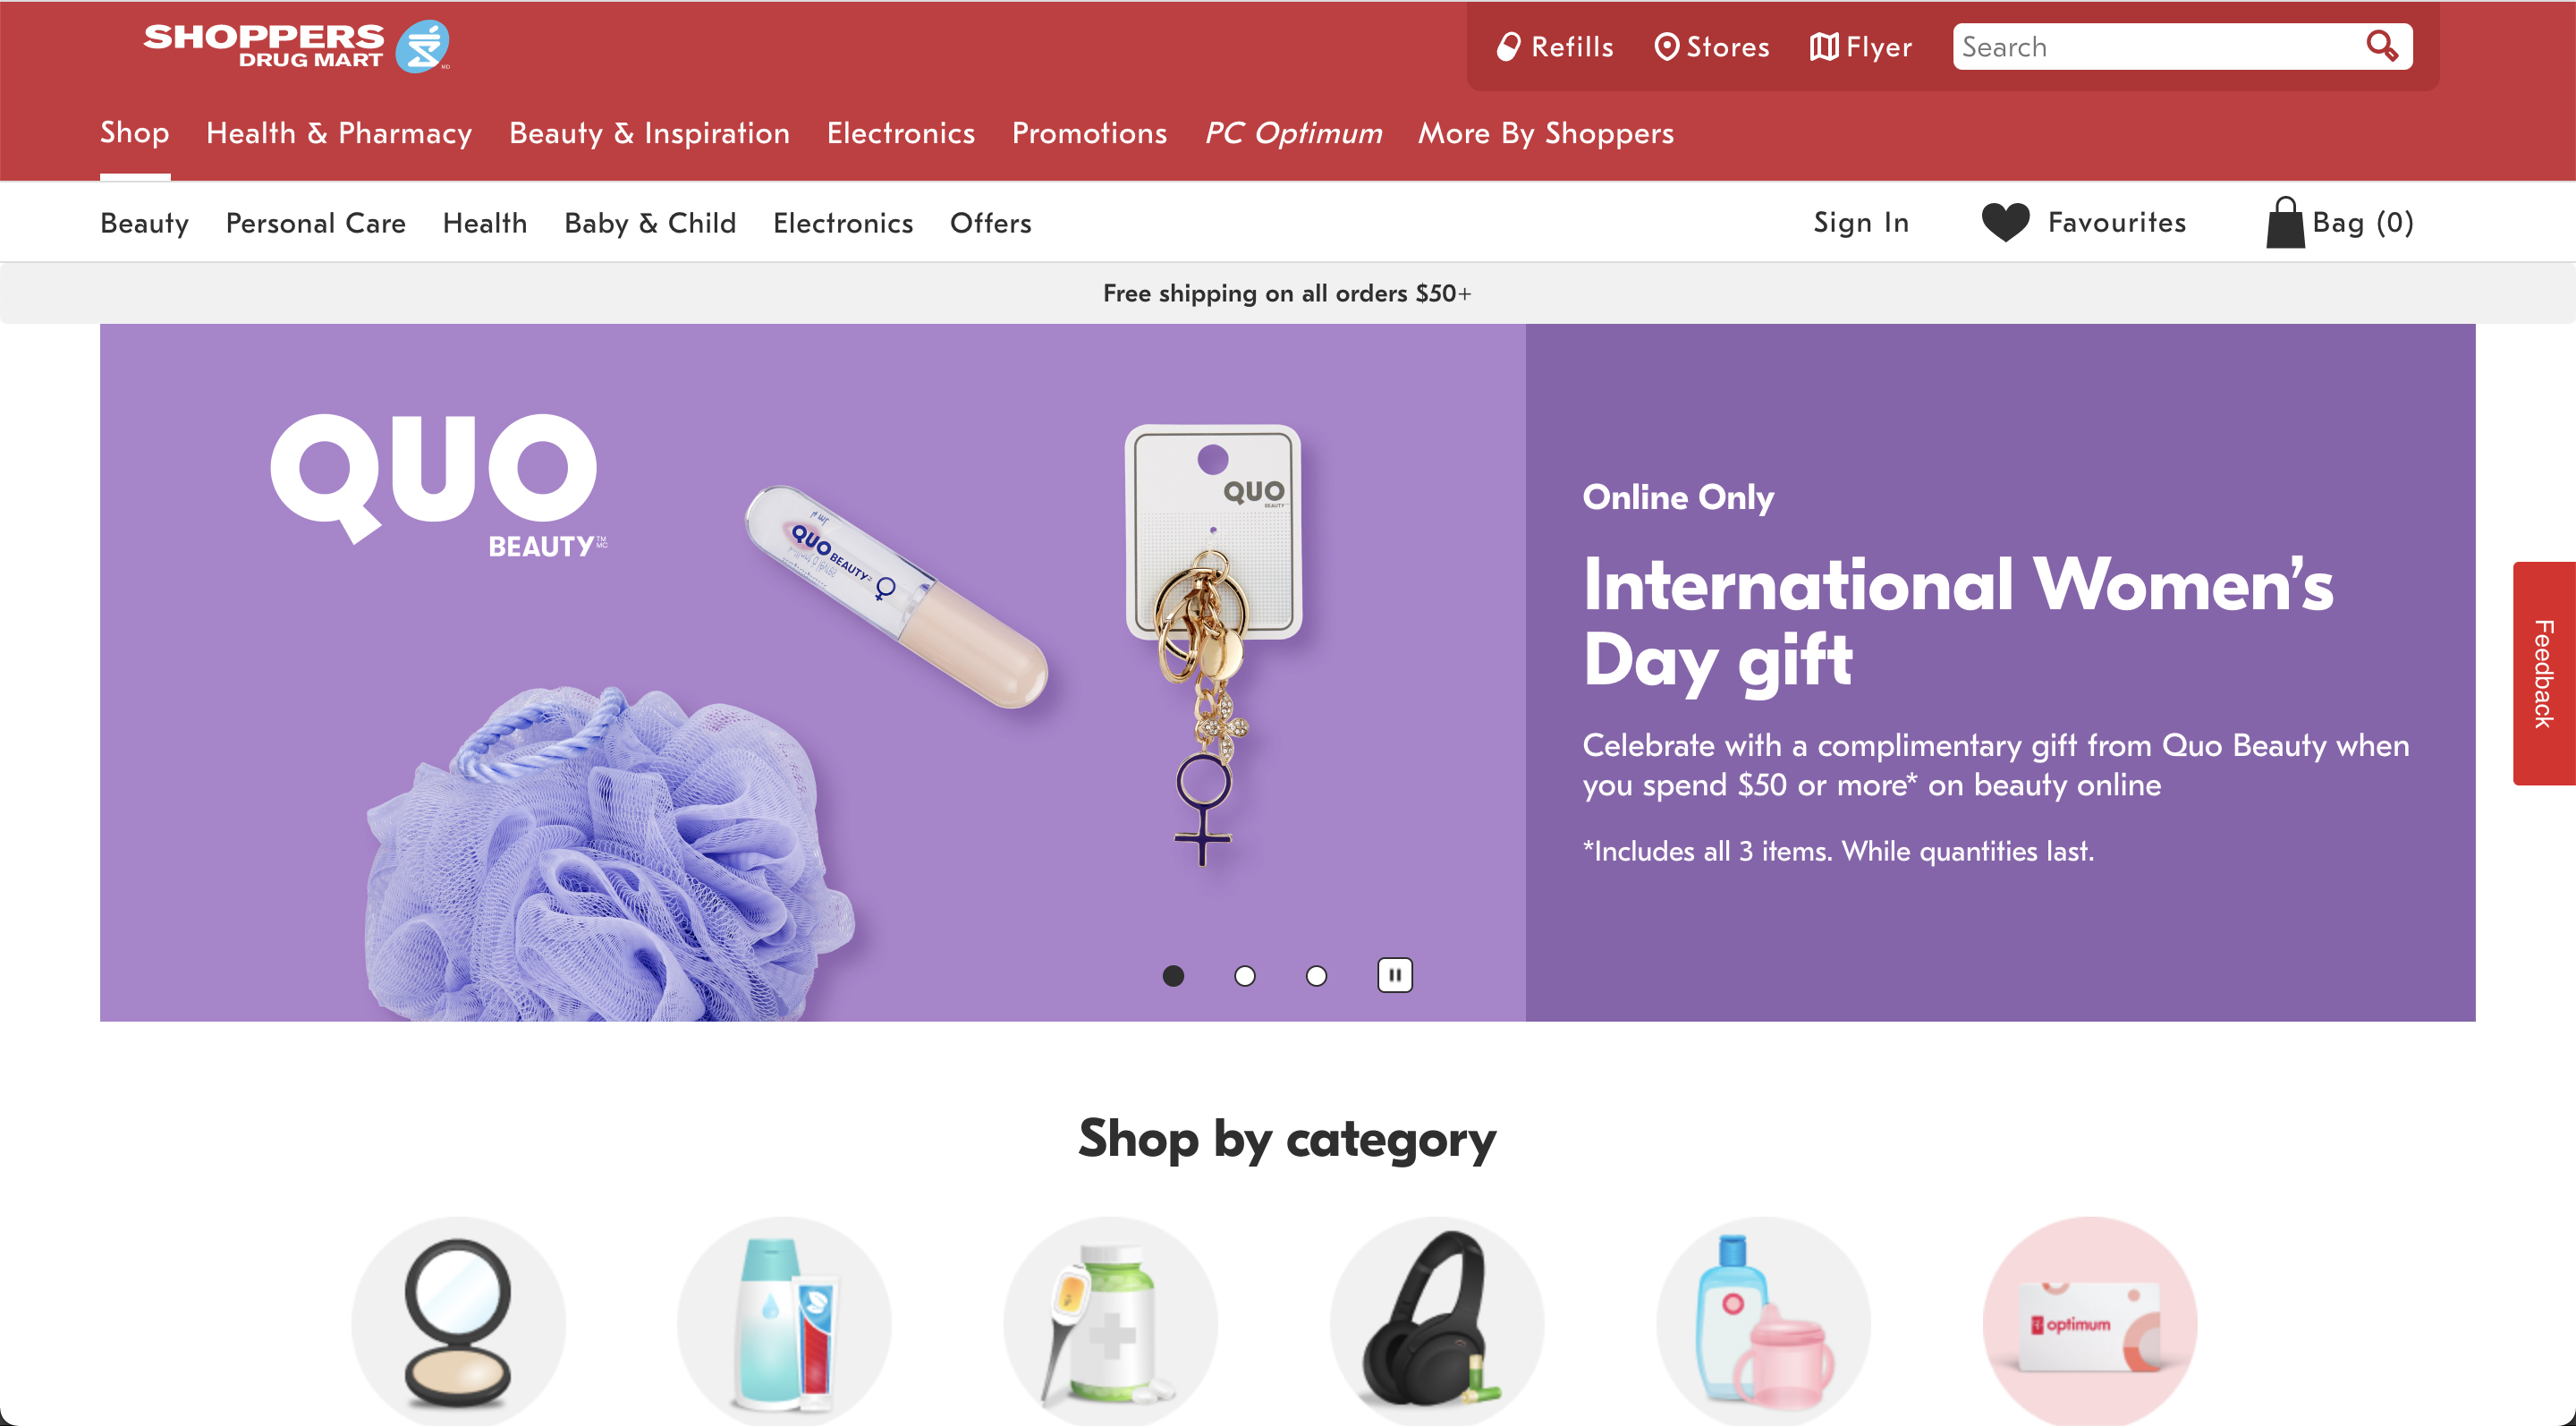 SHOPPERS
DRUG MART
MD
Refills
Stores
Flyer
Search
Shop
Health & Pharmacy
Beauty & Inspiration
Electronics
Promotions
PC Optimum
More By Shoppers
Beauty
Personal Care
Health
Baby & Child
Electronics
Offers
Sign In
Favourites
Bag (0)
Free shipping on all orders $50+
QUO
BEAUTY™
MC
QUO BEAUTY
QUO
BEAUTY
Online Only
International Women’s
Day gift
Celebrate with a complimentary gift from Quo Beauty when
you spend $50 or more* on beauty online
*Includes all 3 items. While quantities last.
Feedback
Shop by category
optimum